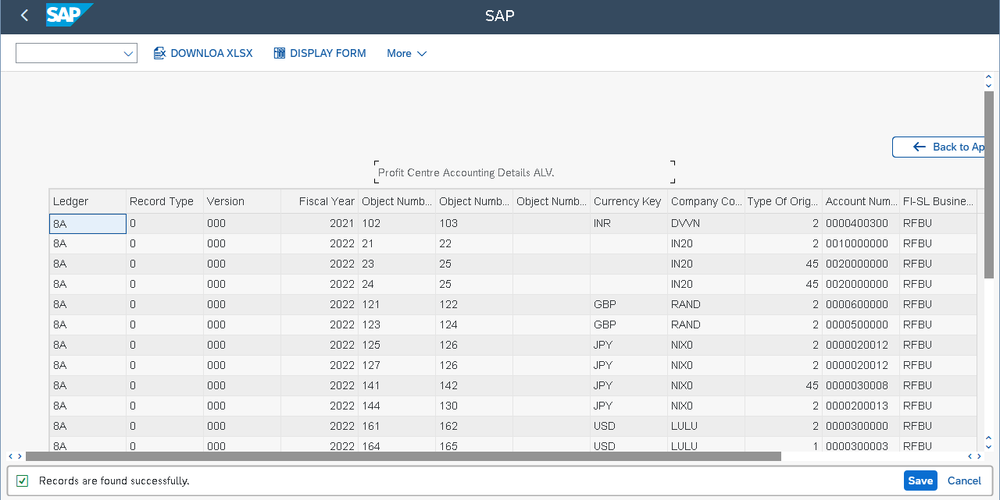 SAP SAP
DOWNLOA XLSX DISPLAY FORM More
Back to Ap
Profit Centre Accounting Details ALV.
Ledger Record Type Version Fiscal Year Object Numb... Object Numb... Object Numb... Currency Key Company Co... Type Of Orig... Account Num... FI-SL Busine...
8A 0 000 2021 102 103 INR DVVN 2 0000400300 RFBU
8A 0 000 2022 21 22 IN20 2 0010000000 RFBU
8A 0 000 2022 23 25 IN20 45 0020000000 RFBU
8A 0 000 2022 24 25 IN20 45 0020000000 RFBU
8A 0 000 2022 121 122 GBP RAND 2 0000600000 RFBU
8A 0 000 2022 123 124 GBP RAND 2 0000500000 RFBU
8A 0 000 2022 125 126 JPY NIX0 2 0000020012 RFBU
8A 0 000 2022 127 126 JPY NIX0 2 0000020012 RFBU
8A 0 000 2022 141 142 JPY NIX0 45 0000030008 RFBU
8A 0 000 2022 144 130 JPY NIX0 2 0000200013 RFBU
8A 0 000 2022 161 162 USD LULU 2 0000300000 RFBU
8A 0 000 2022 164 165 USD LULU 1 0000300003 RFBU
Records are found successfully. Save Cancel